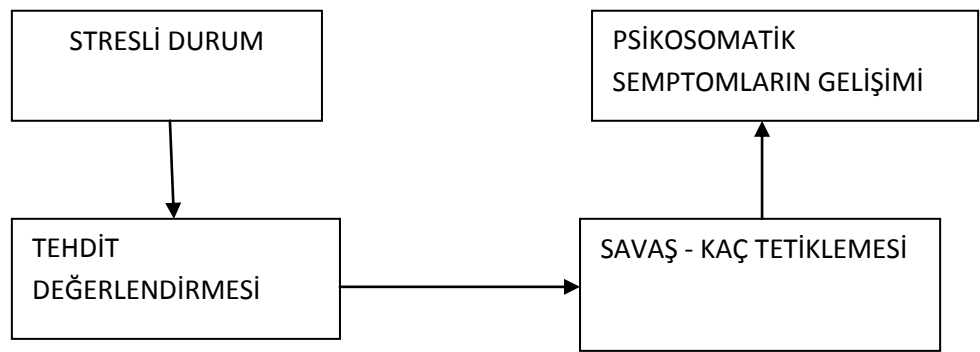 STRESLİ DURUM
TEHDİT
DEĞERLENDİRMESİ
SAVAŞ - KAÇ TETİKLEMESİ
PSİKOSOMATİK
SEMPTOMLARIN GELİŞİMİ